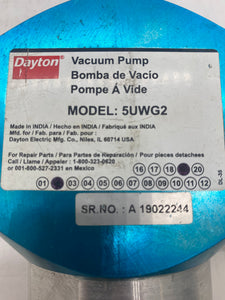 Dayton®
Vacuum Pump
Bomba de Vacío
Pompe Á Vide
MODEL: 5UWG2
Made in INDIA / Hecho en INDIA / Fabriqué aux INDIA
Mfd. for / Fab. para / Fab. pour :
Dayton Electric Mfg. Co., Niles, IL 60714 USA.
For Repair Parts / Para Partes de Reparación / Pour pieces detachees
Call / Llame / Appeler : 1-800-323-0620
or 001-800-527-2331 en Mexico
16 17 18 20
01 03 04 05 06 07 08 09 10 11 12
SR.NO.: A 19022244
DL-35